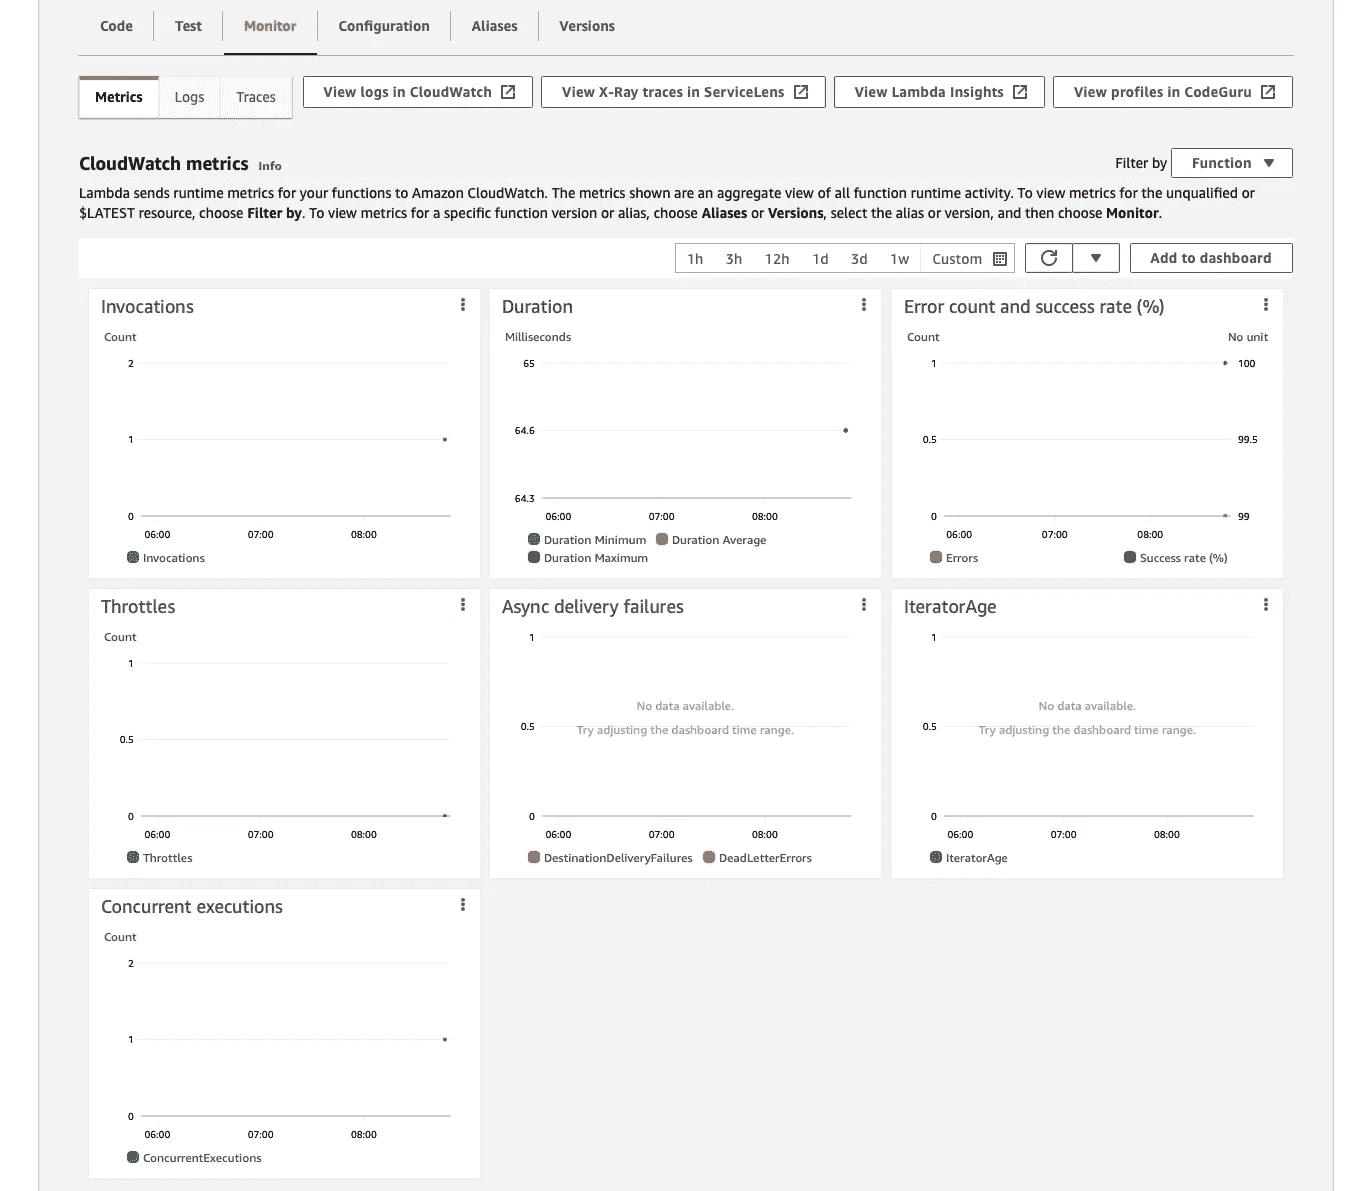 Code Test Monitor Configuration Aliases Versions
Metrics Logs Traces View logs in CloudWatch View X-Ray traces in ServiceLens View Lambda Insights View profiles in CodeGuru
CloudWatch metrics Info Filter by Function
Lambda sends runtime metrics for your functions to Amazon CloudWatch. The metrics shown are an aggregate view of all function runtime activity. To view metrics for the unqualified or
$LATEST resource, choose Filter by. To view metrics for a specific function version or alias, choose Aliases or Versions, select the alias or version, and then choose Monitor.
1h 3h 12h 1d 3d 1w Custom Add to dashboard
Invocations
Count
2
1
0
06:00 07:00 08:00
Invocations
Duration
Milliseconds
65
64.6
64.3
06:00 07:00 08:00
Duration Minimum Duration Average
Duration Maximum
Error count and success rate (%)
Count No unit
1 100
0.5 99.5
0 99
06:00 07:00 08:00
Errors Success rate (%)
Throttles
Count
1
0.5
0
06:00 07:00 08:00
Throttles
Async delivery failures
1
No data available.
0.5 Try adjusting the dashboard time range.
0
06:00 07:00 08:00
DestinationDeliveryFailures DeadLetterErrors
IteratorAge
1
No data available.
0.5 Try adjusting the dashboard time range.
0
06:00 07:00 08:00
IteratorAge
Concurrent executions
Count
2
1
0
06:00 07:00 08:00
ConcurrentExecutions